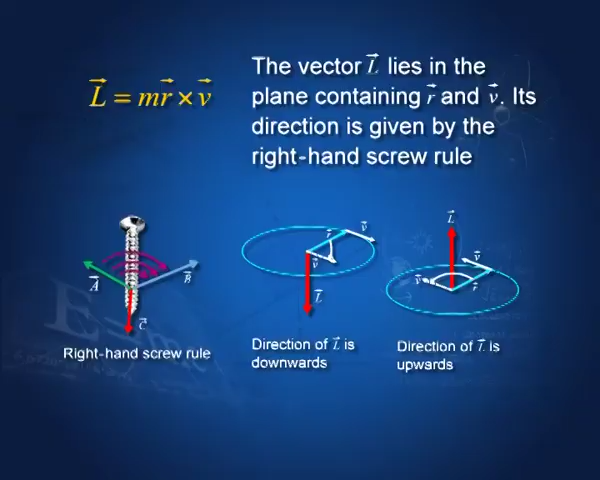 L⃗ = mr⃗ × v⃗
The vector L⃗ lies in the
plane containing r⃗ and v⃗. Its
direction is given by the
right-hand screw rule
A⃗
B⃗
C⃗
Right-hand screw rule
r⃗
v⃗
v⃗
L⃗
Direction of L⃗ is
downwards
L⃗
v⃗
v⃗
r⃗
Direction of L⃗ is
upwards